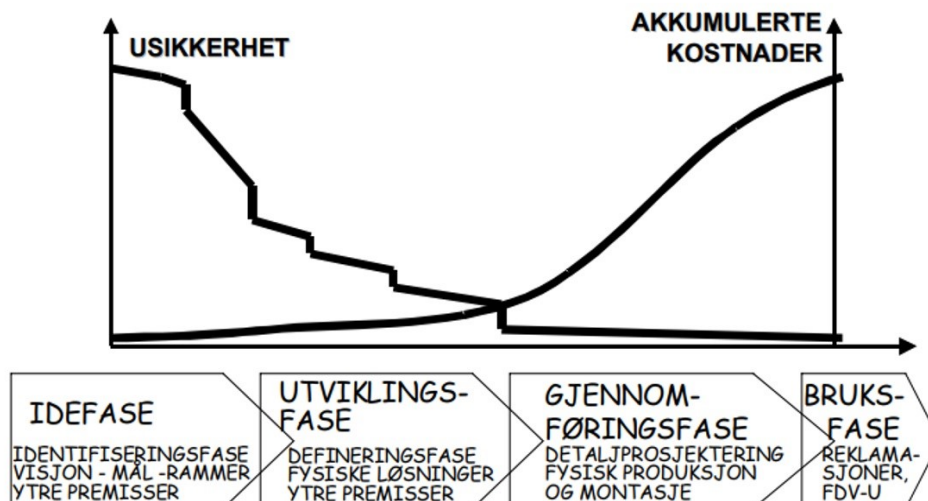 USIKKERHET
AKKUMULERTE
KOSTNADER
IDEFASE
IDENTIFISERINGSFASE
VISJON - MÅL -RAMMER
YTRE PREMISSER
UTVIKLINGS-
FASE
DEFINERINGSFASE
FYSISKE LØSNINGER
YTRE PREMISSER
GJENNOM-
FØRINGSFASE
DETALJPROSJEKTERING
FYSISK PRODUKSJON
OG MONTASJE
BRUKS-
FASE
REKLAMA-
SJONER,
FDV-U